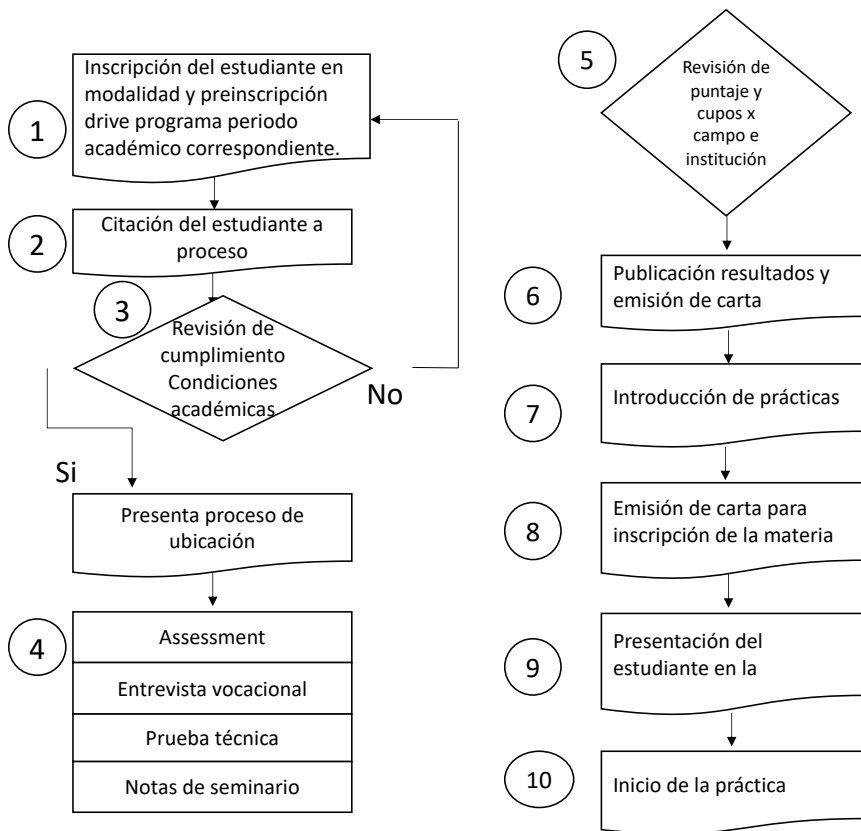 1
Inscripción del estudiante en
modalidad y preinscripción
drive programa periodo
académico correspondiente.
2
Citación del estudiante a
proceso
3
Revisión de
cumplimiento
Condiciones
académicas
No
Si
Presenta proceso de
ubicación
4
Assessment
Entrevista vocacional
Prueba técnica
Notas de seminario
5
Revisión de
puntaje y
cupos x
campo e
institución
6
Publicación resultados y
emisión de carta
7
Introducción de prácticas
8
Emisión de carta para
inscripción de la materia
9
Presentación del
estudiante en la
10
Inicio de la práctica